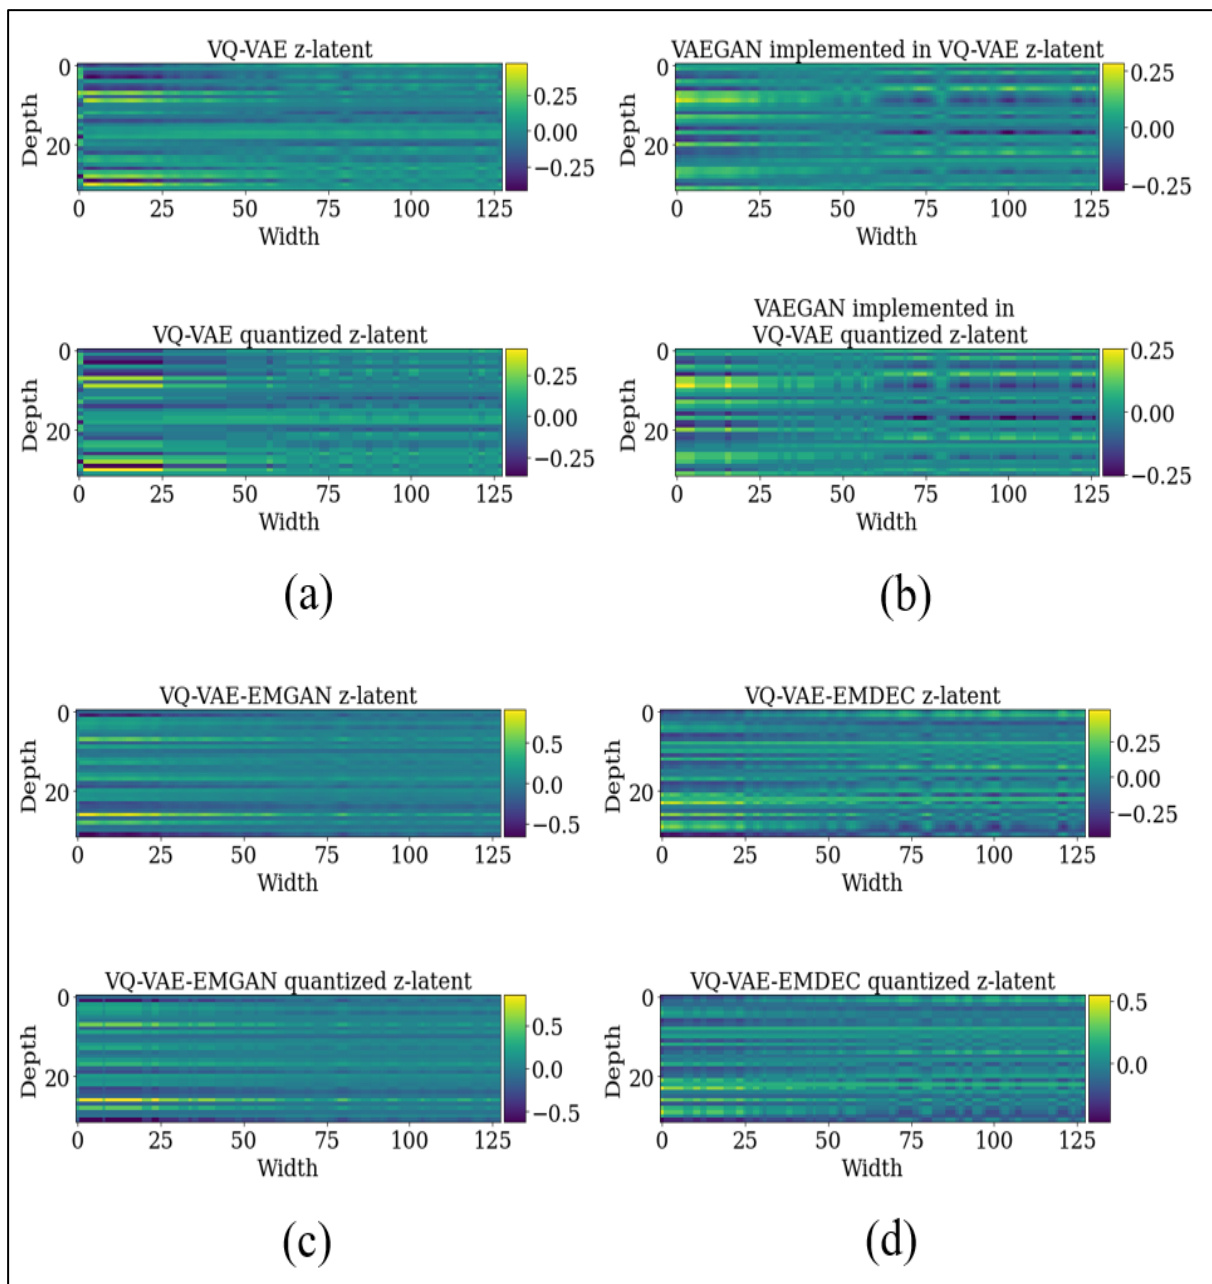 VQ-VAE z-latent
0
20
Depth
0.25
0.00
−0.25
0 25 50 75 100 125
Width
VAEGAN implemented in VQ-VAE z-latent
0
20
Depth
0.25
0.00
−0.25
0 25 50 75 100 125
Width
VQ-VAE quantized z-latent
0
20
Depth
0.25
0.00
−0.25
0 25 50 75 100 125
Width
VAEGAN implemented in
VQ-VAE quantized z-latent
0
20
Depth
0.25
0.00
−0.25
0 25 50 75 100 125
Width
(a)
(b)
VQ-VAE-EMGAN z-latent
0
20
Depth
0.5
0.0
−0.5
0 25 50 75 100 125
Width
VQ-VAE-EMDEC z-latent
0
20
Depth
0.25
0.00
−0.25
0 25 50 75 100 125
Width
VQ-VAE-EMGAN quantized z-latent
0
20
Depth
0.5
0.0
−0.5
0 25 50 75 100 125
Width
VQ-VAE-EMDEC quantized z-latent
0
20
Depth
0.5
0.0
0 25 50 75 100 125
Width
(c)
(d)